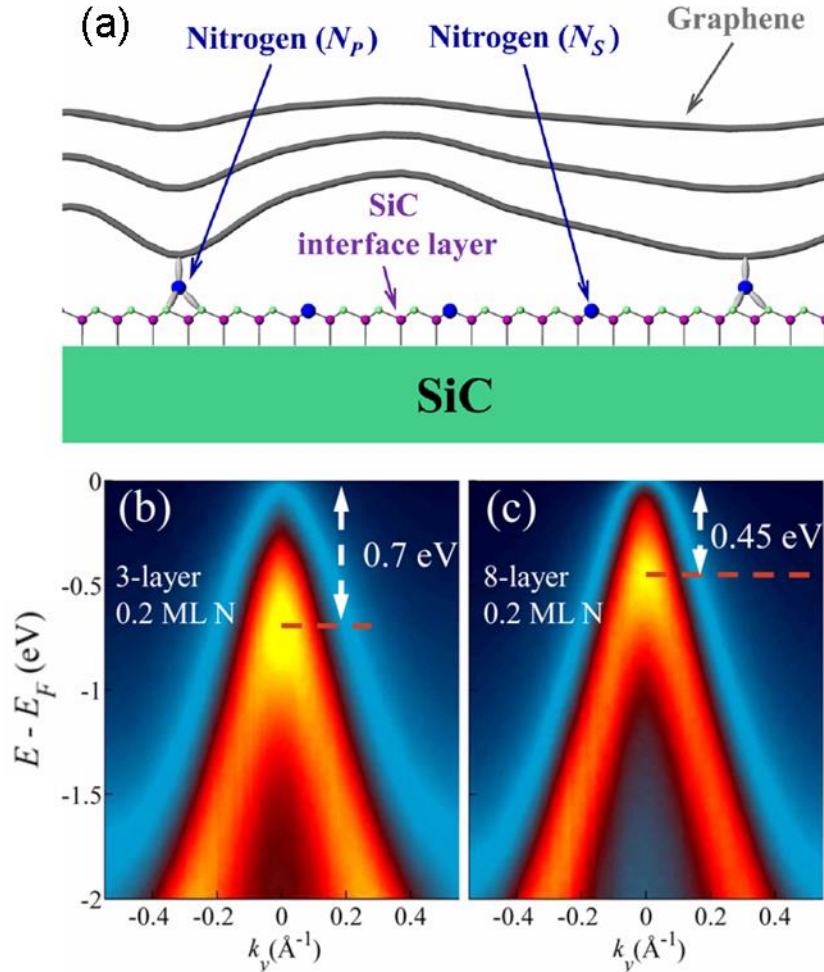 (a)
Nitrogen (N_P)
Nitrogen (N_S)
Graphene
SiC
interface layer
SiC
(b)
0.7 eV
3-layer
0.2 ML N
(c)
0.45 eV
8-layer
0.2 ML N
E - E_F (eV)
0
-0.5
-1
-1.5
-2
-0.4 -0.2 0 0.2 0.4
k_y(Å⁻¹)
-0.4 -0.2 0 0.2 0.4
k_y(Å⁻¹)